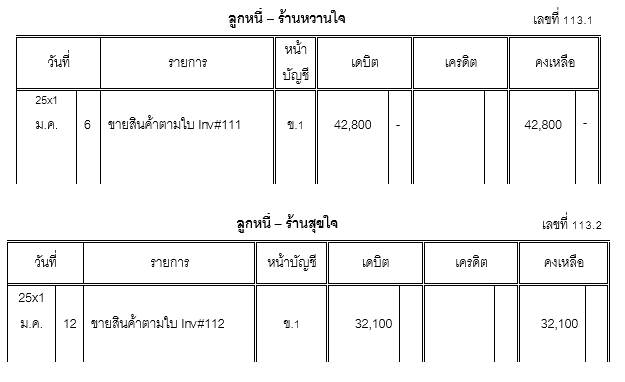 ลูกหนี้ – ร้านหวานใจ เลขที่ 113.1
วันที่ รายการ หน้า บัญชี เดบิต เครดิต คงเหลือ
25x1
ม.ค. 6 ขายสินค้าตามใบ Inv#111 ข.1 42,800 - 42,800 -
ลูกหนี้ – ร้านสุขใจ เลขที่ 113.2
วันที่ รายการ หน้าบัญชี เดบิต เครดิต คงเหลือ
25x1
ม.ค. 12 ขายสินค้าตามใบ Inv#112 ข.1 32,100 32,100